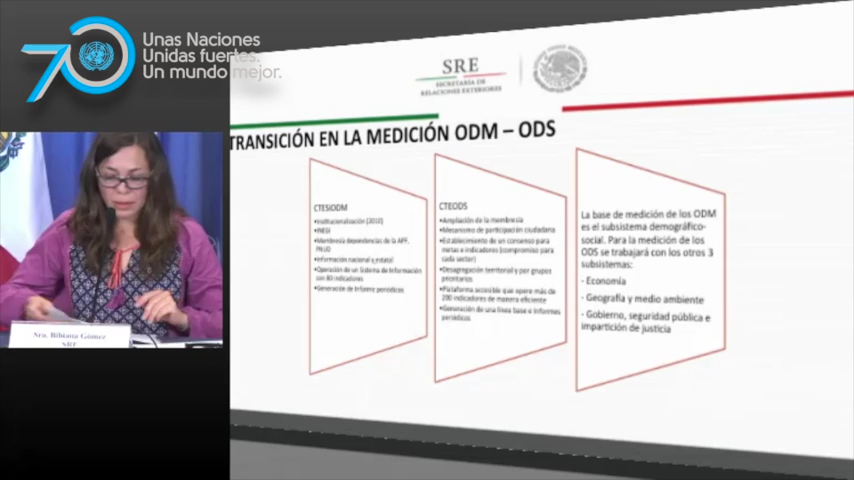 70
Unas Naciones
Unidas fuertes.
Un mundo mejor.
SRE
SECRETARÍA DE
RELACIONES EXTERIORES
TRANSICIÓN EN LA MEDICIÓN ODM – ODS
CTESIODM
•Institucionalización (2010)
•INEGI
•Membresía dependencias de la APF,
PNUD
•Información nacional y estatal
•Operación de un Sistema de Información
con 80 indicadores
•Generación de Informe periódicos
CTEODS
•Ampliación de la membresía
•Mecanismo de participación ciudadana
•Establecimiento de un consenso para
metas e indicadores (compromiso para
cada sector)
•Desagregación territorial y por grupos
prioritarios
•Plataforma accesible que opere más de
200 indicadores de manera eficiente
•Generación de una línea base e Informes
periódicos
La base de medición de los ODM
es el subsistema demográfico-
social. Para la medición de los
ODS se trabajará con los otros 3
subsistemas:
- Economía
- Geografía y medio ambiente
- Gobierno, seguridad pública e
impartición de justicia
Sra. Bibiana Gómez
SRE